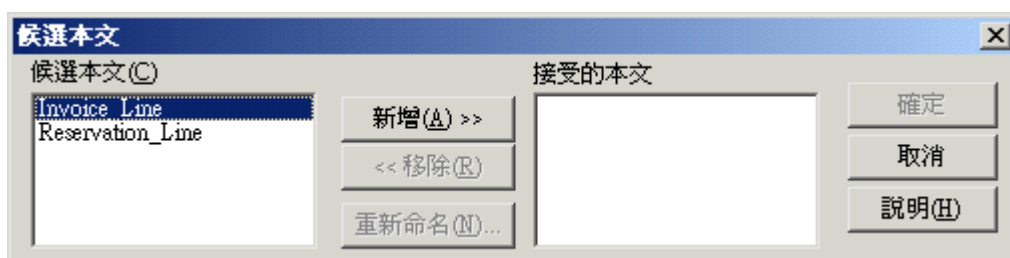 候選本文
候選本文(C)
Invoice_Line
Reservation_Line
新增(A) >>
<< 移除(R)
重新命名(N)...
接受的本文
確定
取消
說明(H)